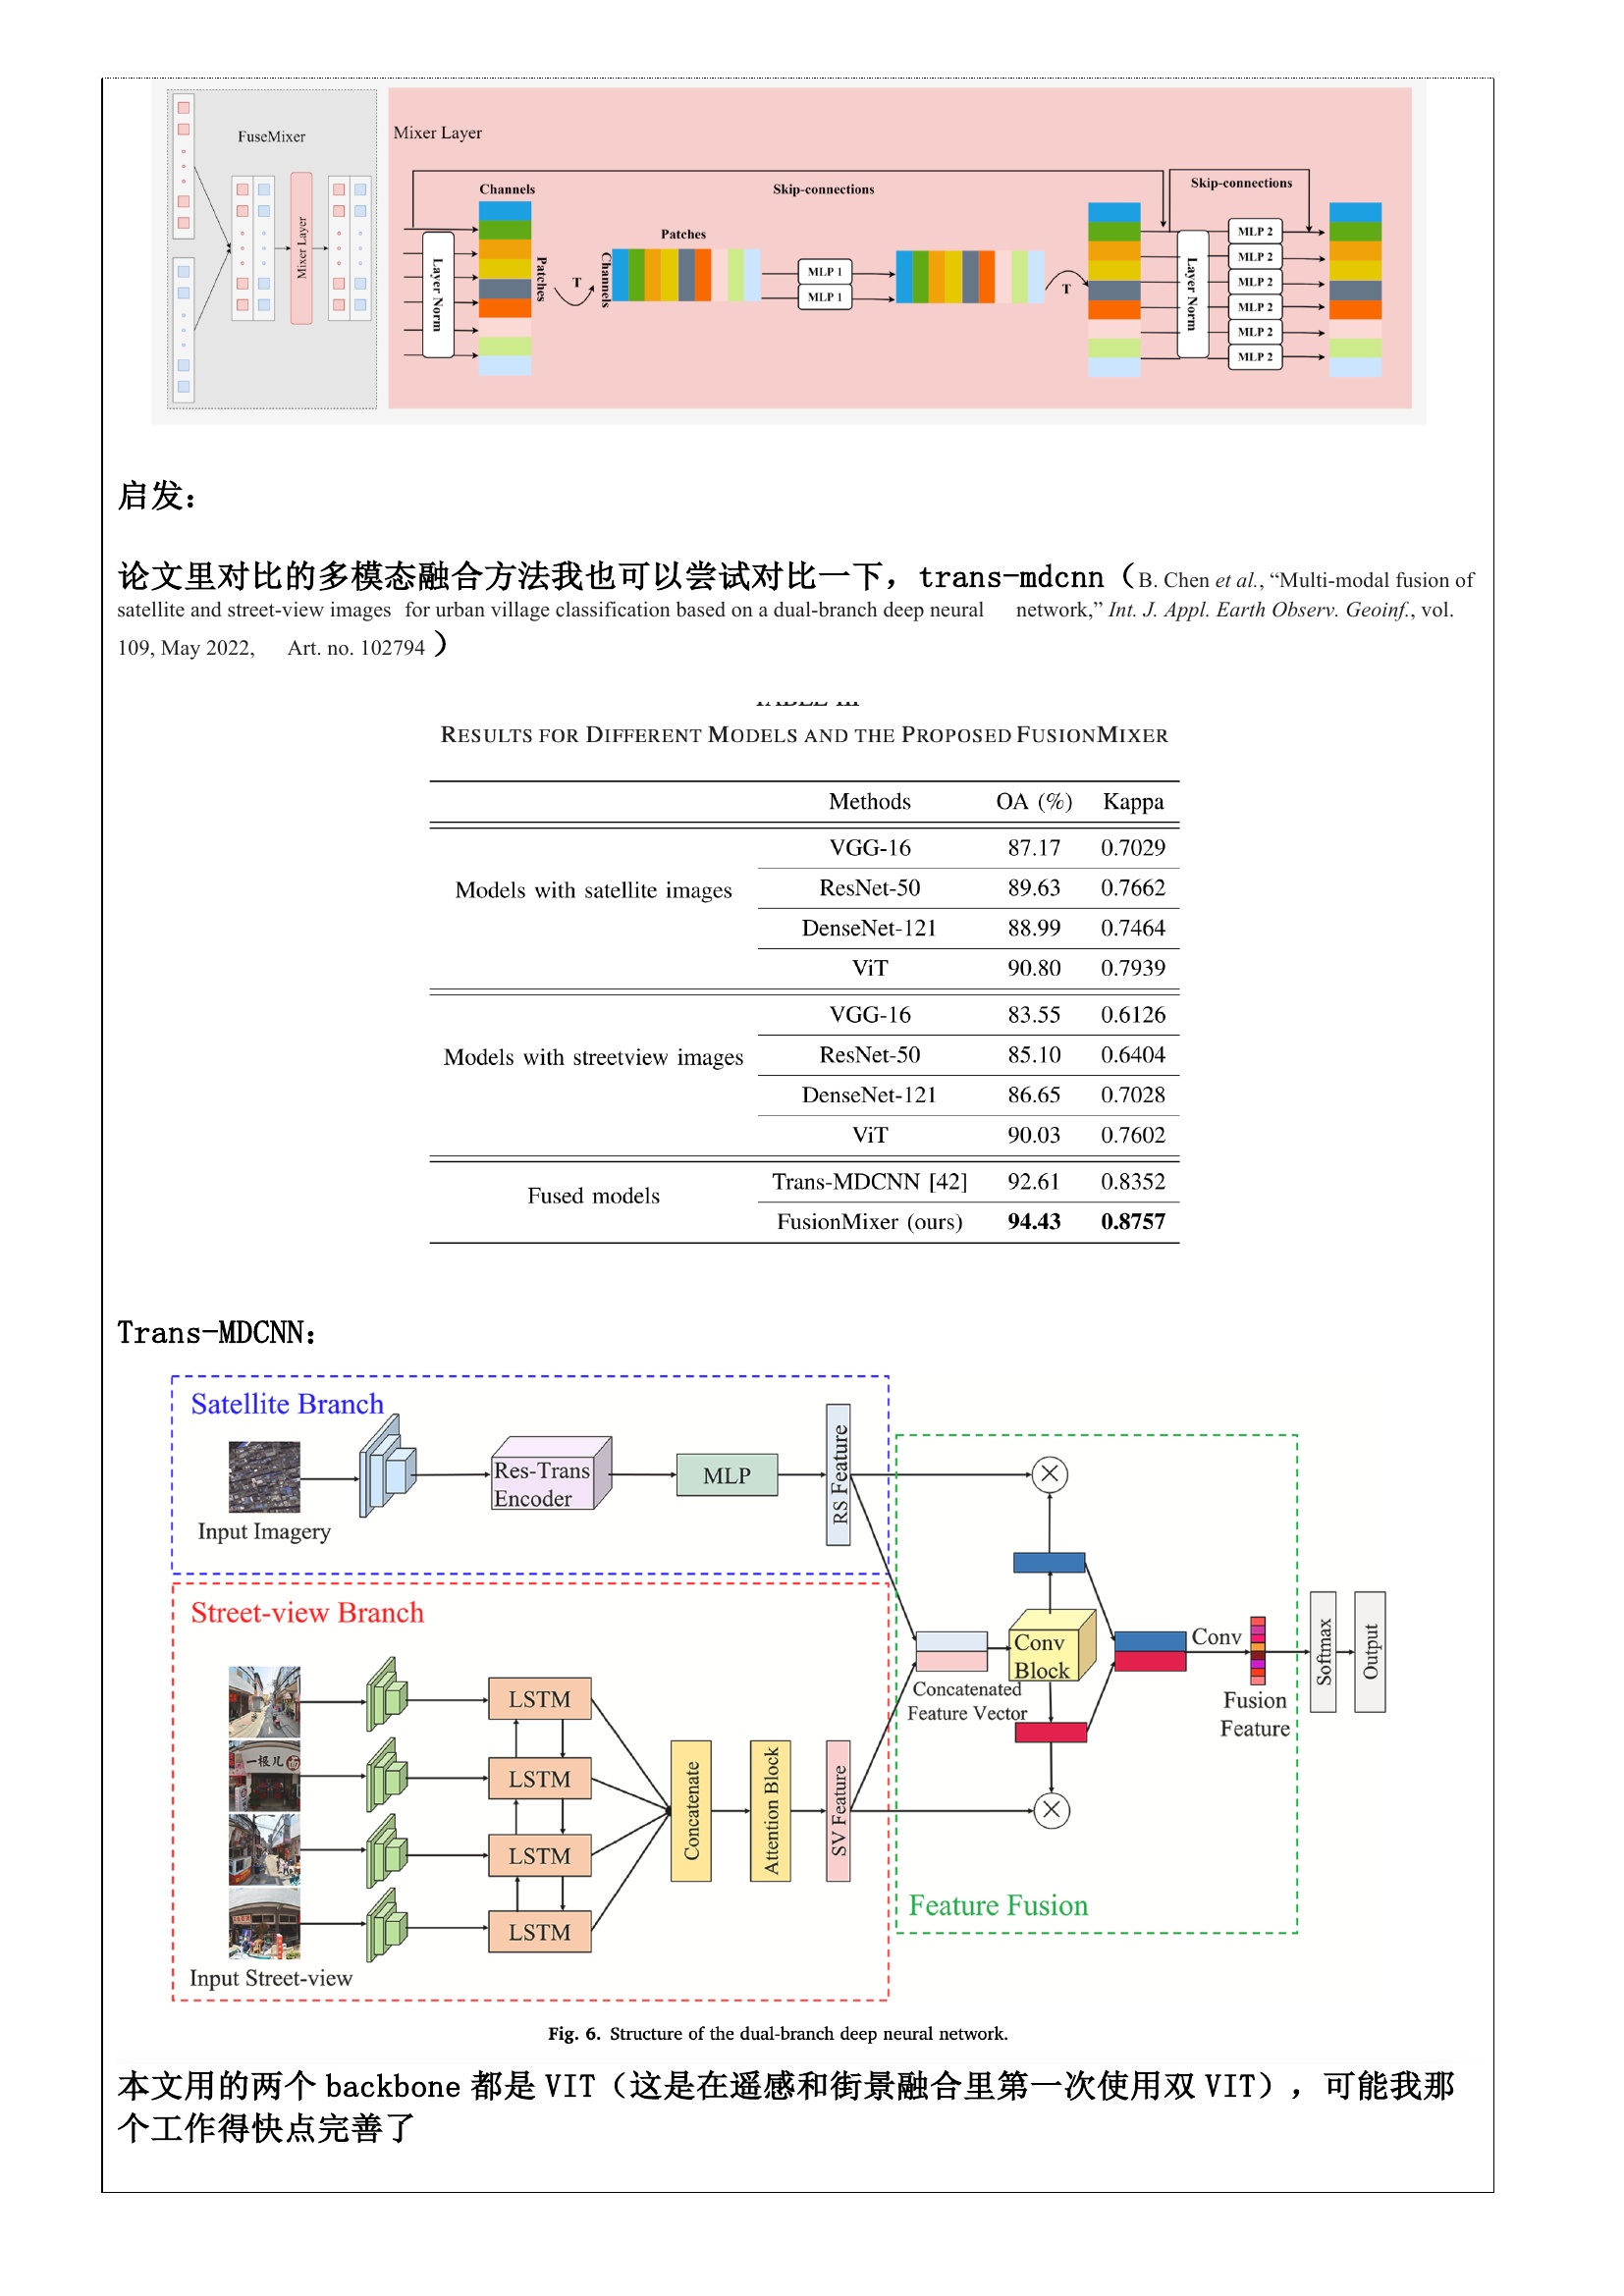 FuseMixer
Mixer Layer
Mixer Layer
Channels
Skip-connections
Skip-connections
Layer Norm
Patches
T
Channels
Patches
MLP 1
MLP 1
T
Layer Norm
MLP 2
MLP 2
MLP 2
MLP 2
MLP 2
MLP 2
启发：
论文里对比的多模态融合方法我也可以尝试对比一下，trans-mdcnn（B. Chen et al., “Multi-modal fusion of
satellite and street-view images for urban village classification based on a dual-branch deep neural network,” Int. J. Appl. Earth Observ. Geoinf., vol.
109, May 2022, Art. no. 102794 ）
TABLE III
RESULTS FOR DIFFERENT MODELS AND THE PROPOSED FUSIONMIXER
Methods OA (%) Kappa
VGG-16 87.17 0.7029
Models with satellite images
ResNet-50 89.63 0.7662
DenseNet-121 88.99 0.7464
ViT 90.80 0.7939
VGG-16 83.55 0.6126
Models with streetview images
ResNet-50 85.10 0.6404
DenseNet-121 86.65 0.7028
ViT 90.03 0.7602
Fused models
Trans-MDCNN [42] 92.61 0.8352
FusionMixer (ours) 94.43 0.8757
Trans-MDCNN：
Satellite Branch
Input Imagery
Res-Trans
Encoder
MLP
RS Feature
Street-view Branch
一根儿面
LSTM
LSTM
LSTM
LSTM
Concatenate
Attention Block
SV Feature
Input Street-view
Concatenated
Feature Vector
Conv
Block
Conv
Fusion
Feature
Feature Fusion
Softmax
Output
Fig. 6. Structure of the dual-branch deep neural network.
本文用的两个 backbone 都是 VIT（这是在遥感和街景融合里第一次使用双 VIT），可能我那
个工作得快点完善了